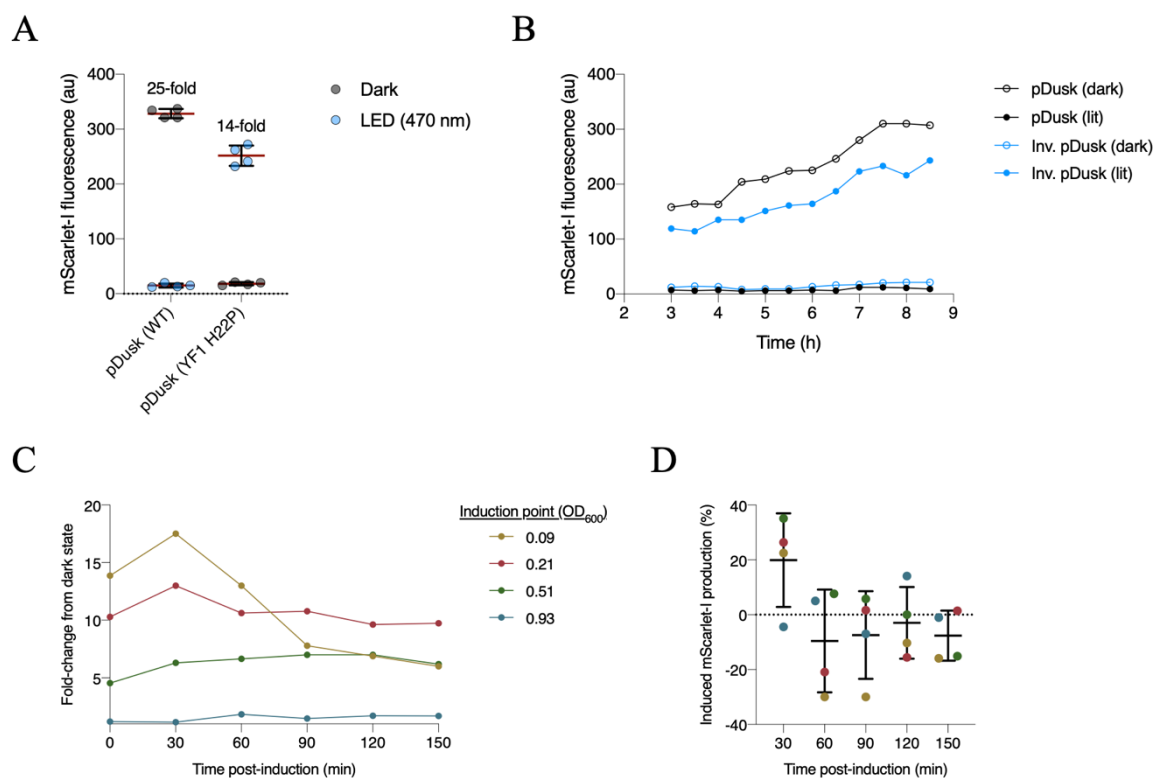 A
mScarlet-I fluorescence (au)
400
300
200
100
0
25-fold
14-fold
pDusk (WT)
pDusk (YF1 H22P)
Dark
LED (470 nm)
B
mScarlet-I fluorescence (au)
400
300
200
100
0
2 3 4 5 6 7 8 9
Time (h)
pDusk (dark)
pDusk (lit)
Inv. pDusk (dark)
Inv. pDusk (lit)
C
Fold-change from dark state
20
15
10
5
0 30 60 90 120 150
Time post-induction (min)
Induction point (OD600)
0.09
0.21
0.51
0.93
D
Induced mScarlet-I production (%)
40
20
0
-20
-40
30 60 90 120 150
Time post-induction (min)